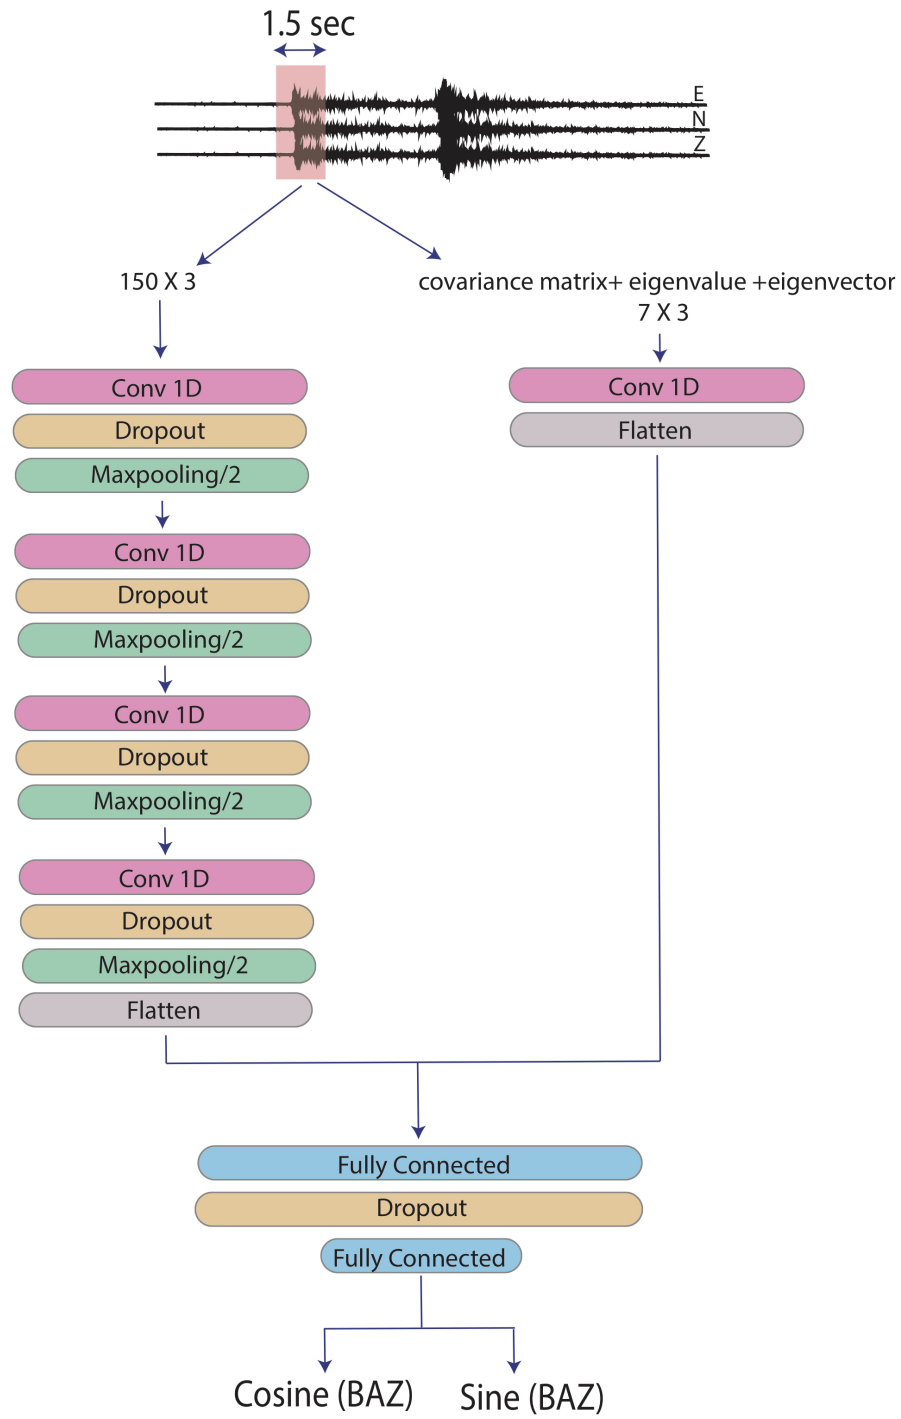 1.5 sec
E
N
Z
150 X 3
covariance matrix+ eigenvalue +eigenvector
7 X 3
Conv 1D
Dropout
Maxpooling/2
Conv 1D
Dropout
Maxpooling/2
Conv 1D
Dropout
Maxpooling/2
Conv 1D
Dropout
Maxpooling/2
Flatten
Conv 1D
Flatten
Fully Connected
Dropout
Fully Connected
Cosine (BAZ)
Sine (BAZ)